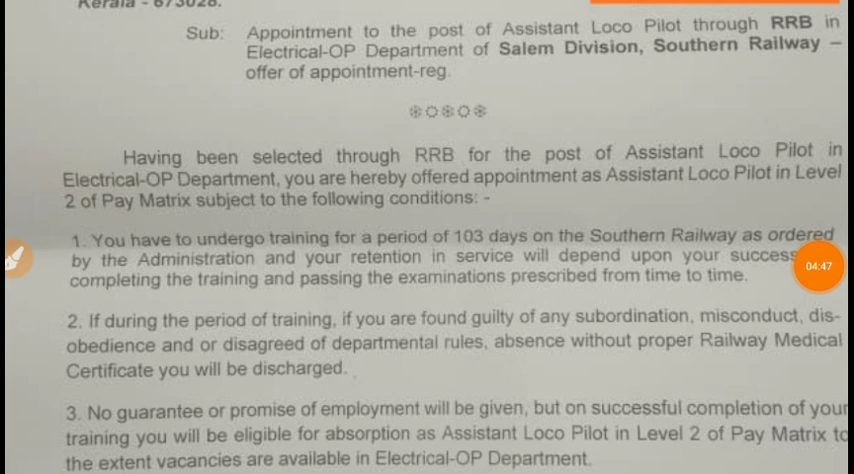 Kerala - 673028.
Sub: Appointment to the post of Assistant Loco Pilot through RRB in
Electrical-OP Department of Salem Division, Southern Railway –
offer of appointment-reg.
Having been selected through RRB for the post of Assistant Loco Pilot in
Electrical-OP Department, you are hereby offered appointment as Assistant Loco Pilot in Level
2 of Pay Matrix subject to the following conditions: -
1. You have to undergo training for a period of 103 days on the Southern Railway as ordered
by the Administration and your retention in service will depend upon your success
04:47
completing the training and passing the examinations prescribed from time to time.
2. If during the period of training, if you are found guilty of any subordination, misconduct, dis-
obedience and or disagreed of departmental rules, absence without proper Railway Medical
Certificate you will be discharged.
3. No guarantee or promise of employment will be given, but on successful completion of your
training you will be eligible for absorption as Assistant Loco Pilot in Level 2 of Pay Matrix to
the extent vacancies are available in Electrical-OP Department.